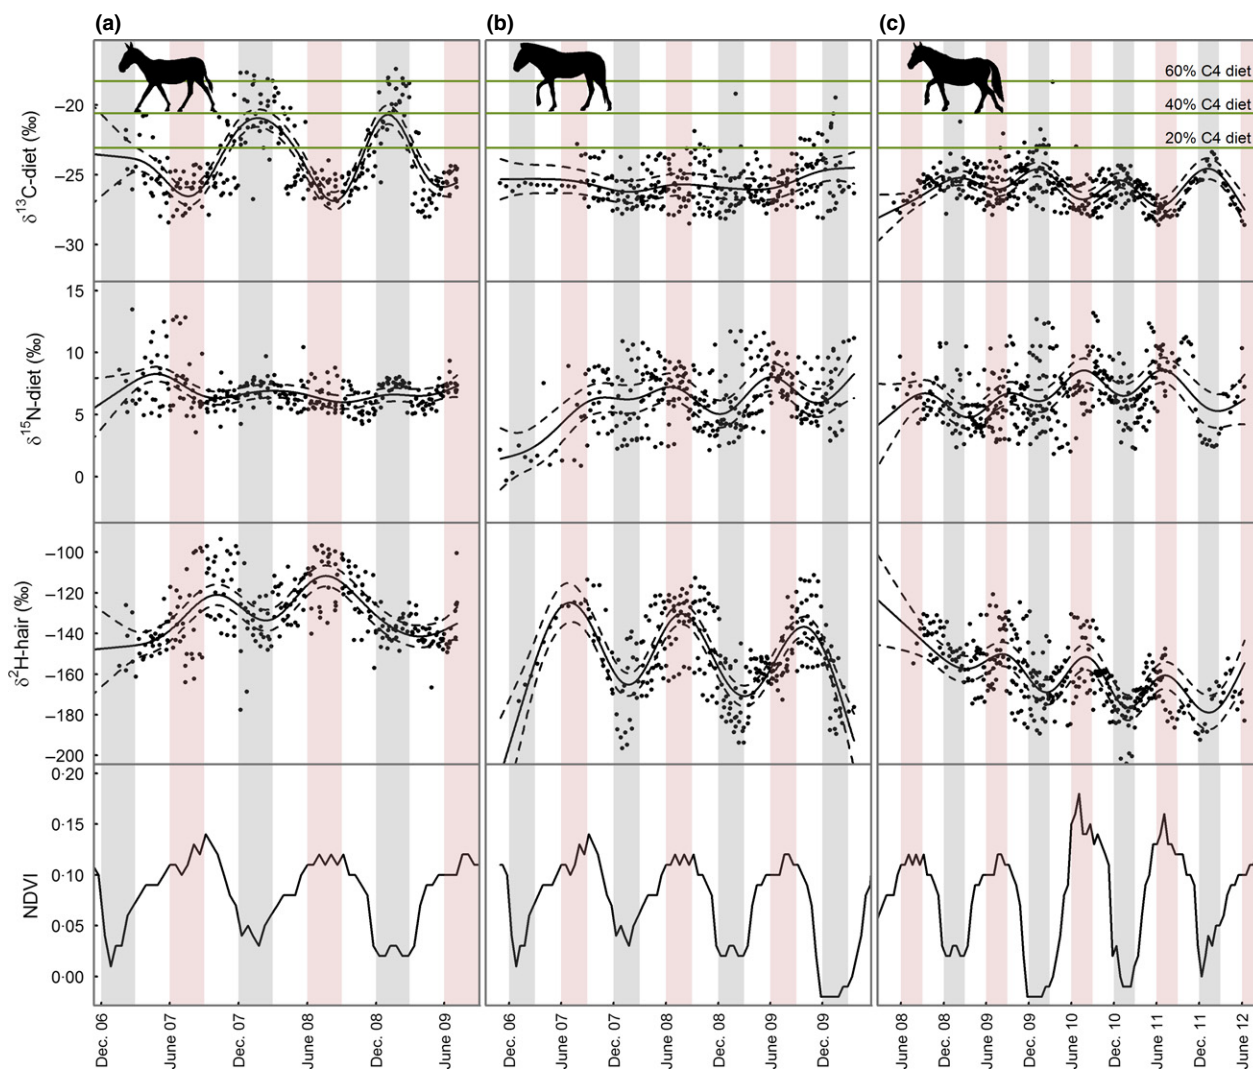 (a)
(b)
(c)
60% C4 diet
40% C4 diet
20% C4 diet
δ13C-diet (‰)
−20
−25
−30
δ15N-diet (‰)
15
10
5
0
δ2H-hair (‰)
−100
−120
−140
−160
−180
−200
NDVI
0·20
0·15
0·10
0·05
0·00
Dec. 06
June 07
Dec. 07
June 08
Dec. 08
June 09
Dec. 06
June 07
Dec. 07
June 08
Dec. 08
June 09
Dec. 09
June 08
Dec. 08
June 09
Dec. 09
June 10
Dec. 10
June 11
Dec. 11
June 12